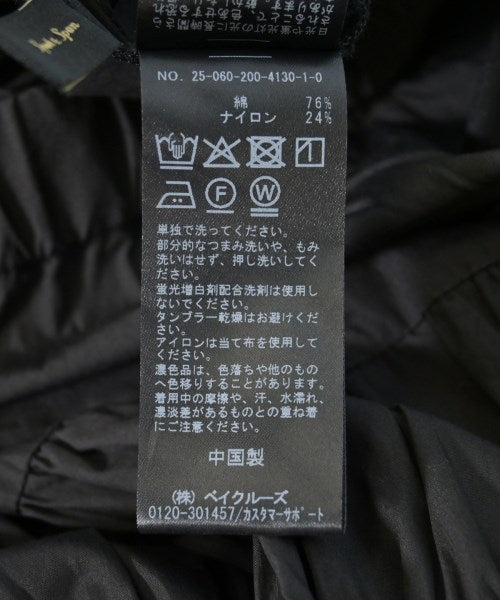 NO. 25-060-200-4130-1-0
綿 76%
ナイロン 24%
F W
単独で洗ってください。
部分的なつまみ洗いや、もみ
洗いはせず、押し洗いしてく
ださい。
蛍光増白剤配合洗剤は使用し
ないでください。
タンブラー乾燥はお避けくだ
さい。
アイロンは当て布を使用して
ください。
濃色品は、色落ちや他のもの
へ色移りすることがあります。
着用中の摩擦や、汗、水濡れ、
濃淡差があるものとの重ね着
にご注意ください。
中国製
(株) ベイクルーズ
0120-301457/カスタマーサポート